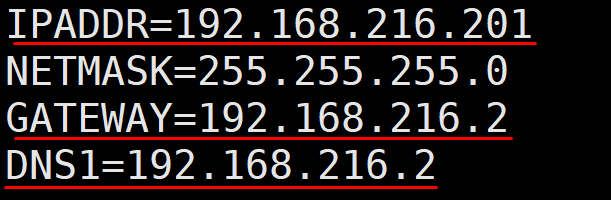 IPADDR=192.168.216.201
NETMASK=255.255.255.0
GATEWAY=192.168.216.2
DNS1=192.168.216.2